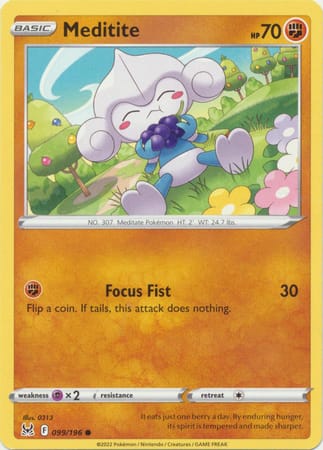 BASIC Meditite HP 70
NO. 307. Meditate Pokémon HT: 2' WT: 24.7 lbs.
Focus Fist 30
Flip a coin. If tails, this attack does nothing.
weakness ×2 resistance retreat
Illus. 0313
F 099/196
It eats just one berry a day. By enduring hunger,
its spirit is tempered and made sharper.
©2022 Pokémon / Nintendo / Creatures / GAME FREAK